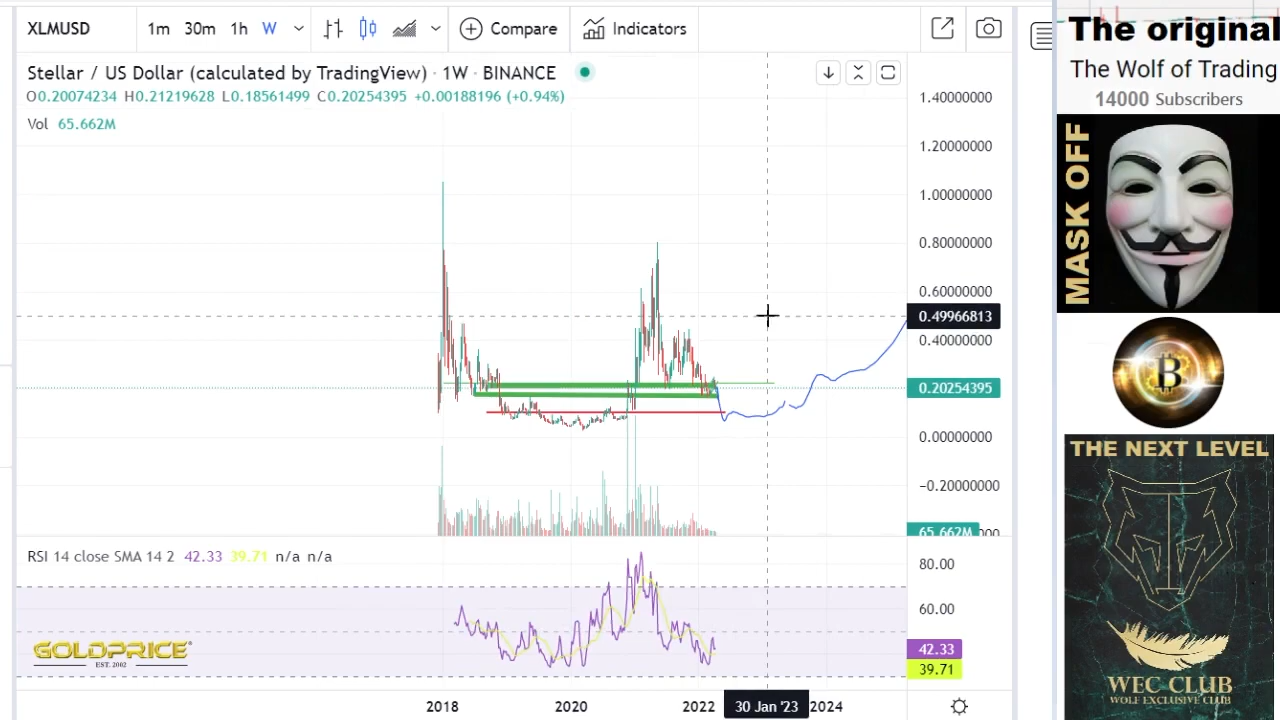 XLMUSD
1m 30m 1h W
Compare
Indicators
Stellar / US Dollar (calculated by TradingView) · 1W · BINANCE
O0.20074234 H0.21219628 L0.18561499 C0.20254395 +0.00188196 (+0.94%)
Vol 65.662M
1.40000000
1.20000000
1.00000000
0.80000000
0.60000000
0.49966813
0.40000000
0.20254395
0.00000000
−0.20000000
65.662M
RSI 14 close SMA 14 2 42.33 39.71 n/a n/a
80.00
60.00
42.33
39.71
GOLDPRICE
EST. 2002
2018 2020 2022 30 Jan '23 2024
The original
The Wolf of Trading
14000 Subscribers
MASK OFF
THE NEXT LEVEL
WEC CLUB
WOLF EXCLUSIVE CLUB